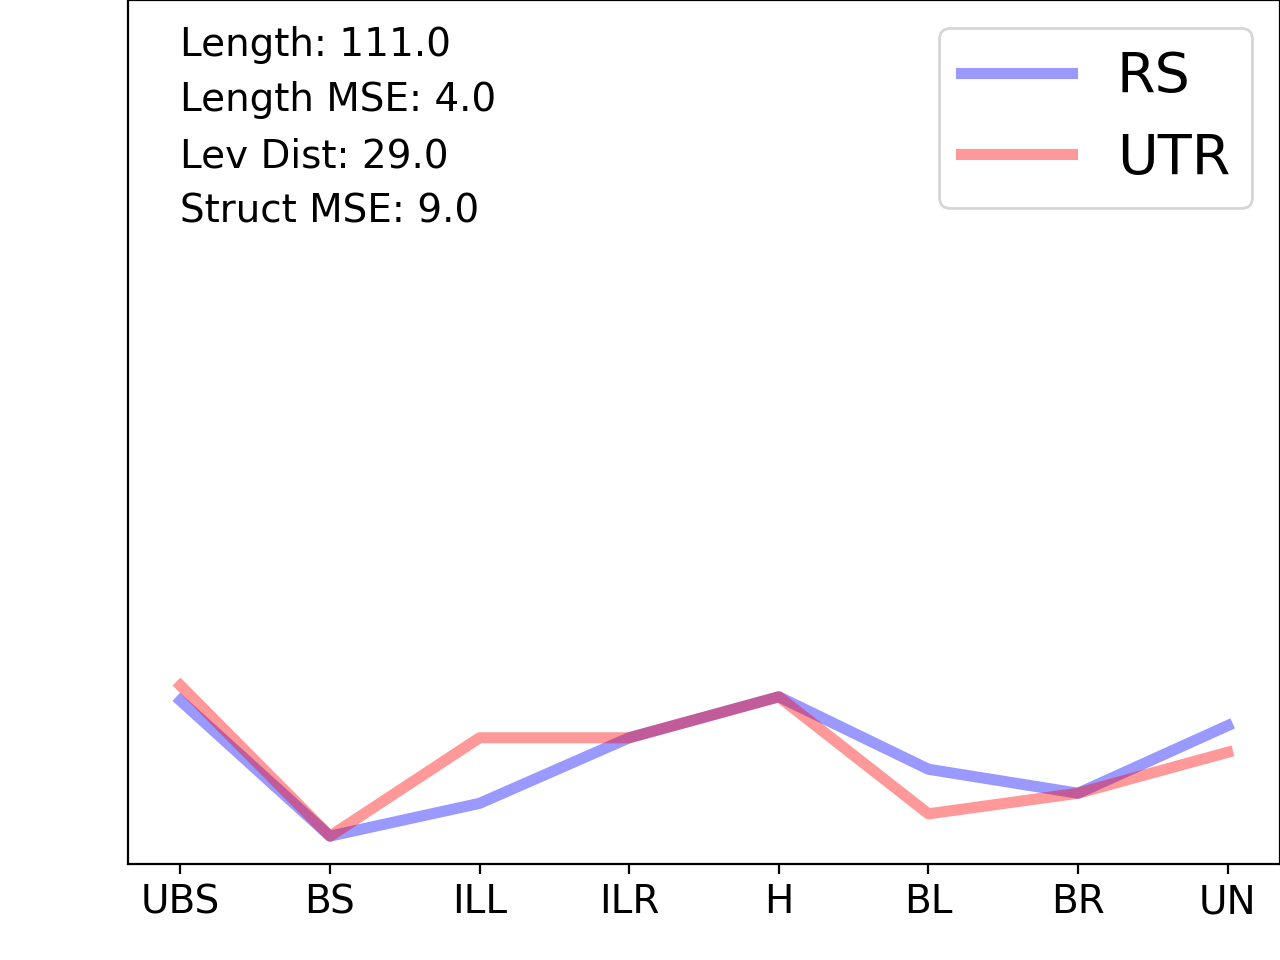 Length: 111.0
Length MSE: 4.0
Lev Dist: 29.0
Struct MSE: 9.0
RS
UTR
UBS BS ILL ILR H BL BR UN